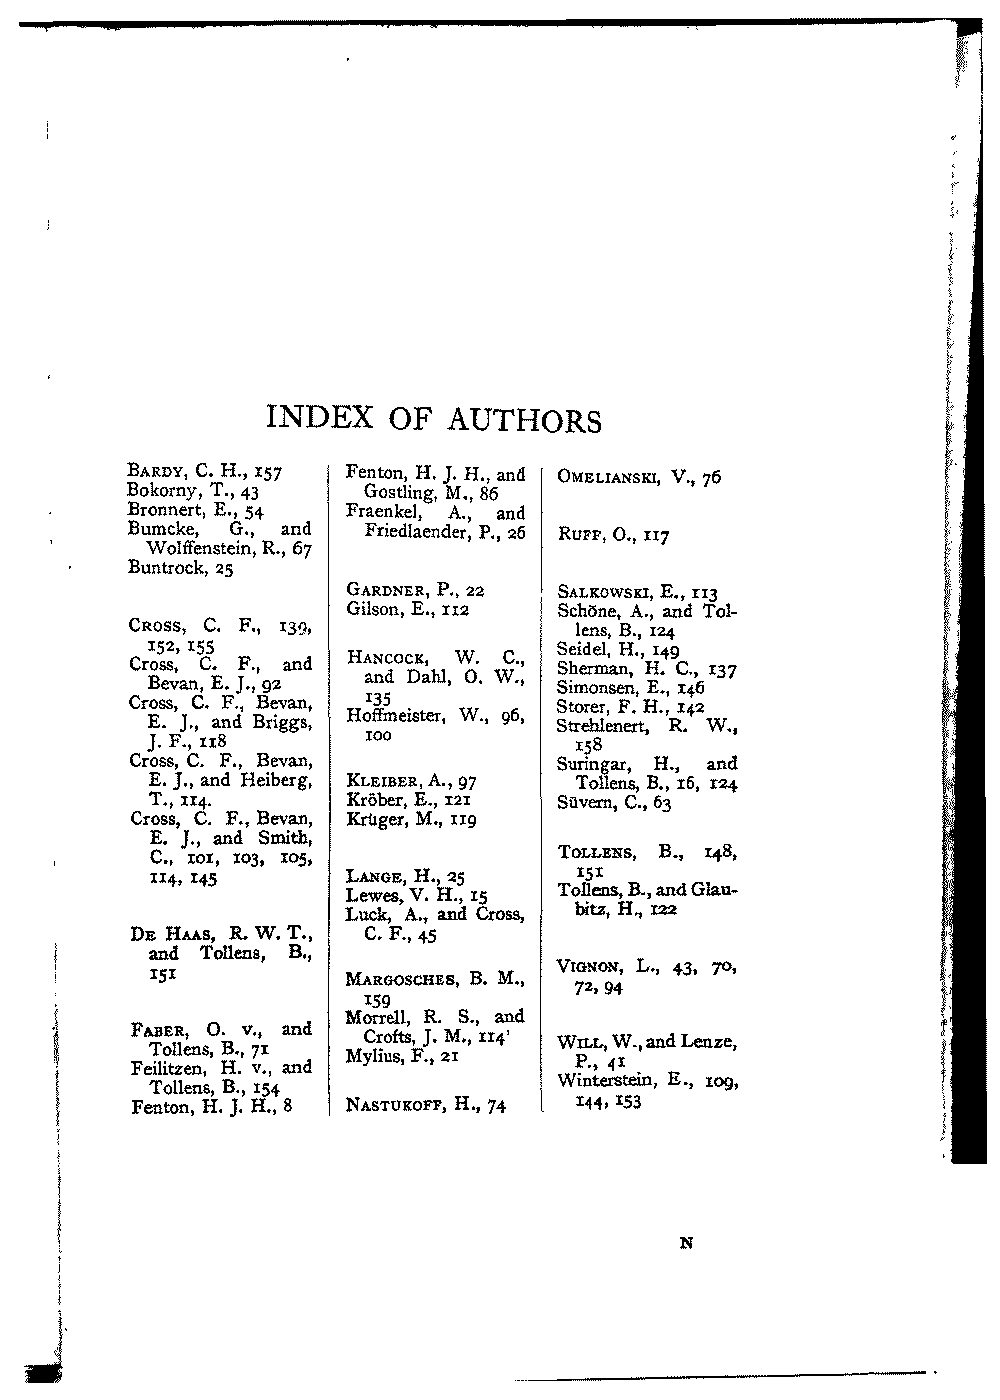 INDEX OF AUTHORS
BARDY, C. H., 157
Bokorny, T., 43
Bronnert, E., 54
Bumcke, G., and
Wolffenstein, R., 67
Buntrock, 25
CROSS, C. F., 139,
152, 155
Cross, C. F., and
Bevan, E. J., 92
Cross, C. F., Bevan,
E. J., and Briggs,
J. F., 118
Cross, C. F., Bevan,
E. J., and Heiberg,
T., 114.
Cross, C. F., Bevan,
E. J., and Smith,
C., 101, 103, 105,
114, 145
DE HAAS, R. W. T.,
and Tollens, B.,
151
FABER, O. v., and
Tollens, B., 71
Feilitzen, H. v., and
Tollens, B., 154
Fenton, H. J. H., 8
Fenton, H. J. H., and
Gostling, M., 86
Fraenkel, A., and
Friedlaender, P., 26
GARDNER, P., 22
Gilson, E., 112
HANCOCK, W. C.,
and Dahl, O. W.,
135
Hoffmeister, W., 96,
100
KLEIBER, A., 97
Kröber, E., 121
Krüger, M., 119
LANGE, H., 25
Lewes, V. H., 15
Luck, A., and Cross,
C. F., 45
MARGOSCHES, B. M.,
159
Morrell, R. S., and
Crofts, J. M., 114
Mylius, F., 21
NASTUKOFF, H., 74
OMELIANSKI, V., 76
RUFF, O., 117
SALKOWSKI, E., 113
Schöne, A., and Tol-
lens, B., 124
Seidel, H., 149
Sherman, H. C., 137
Simonsen, E., 146
Storer, F. H., 142
Strehlenert, R. W.,
158
Suringar, H., and
Tollens, B., 16, 124
Süvern, C., 63
TOLLENS, B., 148,
151
Tollens, B., and Glau-
bitz, H., 122
VIGNON, L., 43, 70,
72, 94
WILL, W., and Lenze,
P., 41
Winterstein, E., 109,
144, 153
N